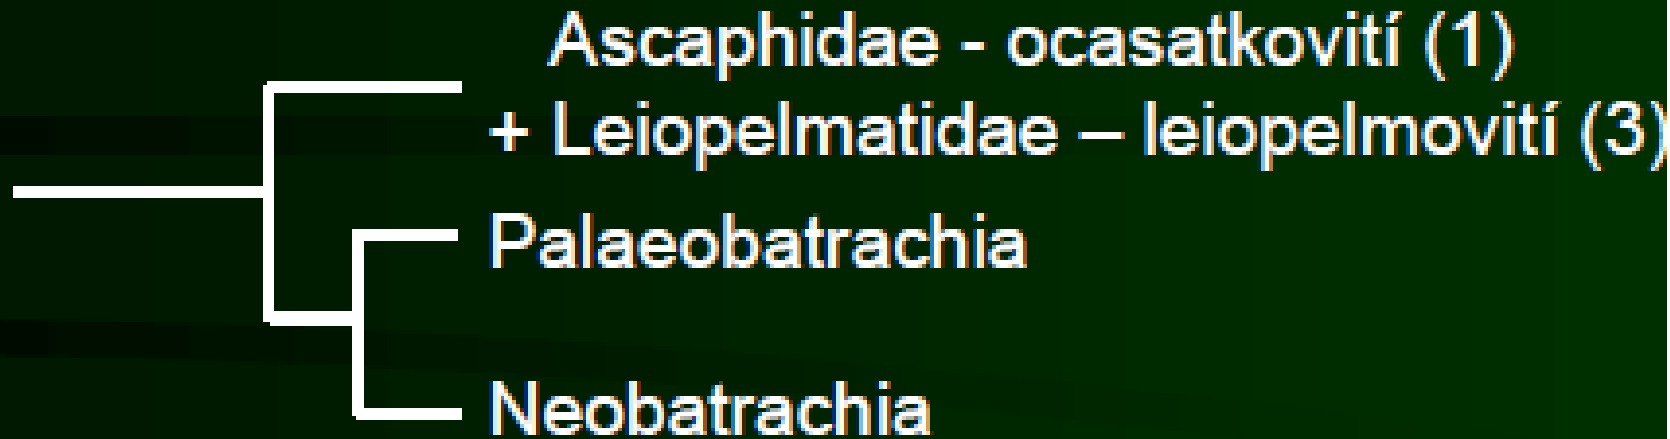 Ascaphidae - ocasatkovití (1)
+ Leiopelmatidae – leiopelmovití (3)
Palaeobatrachia
Neobatrachia